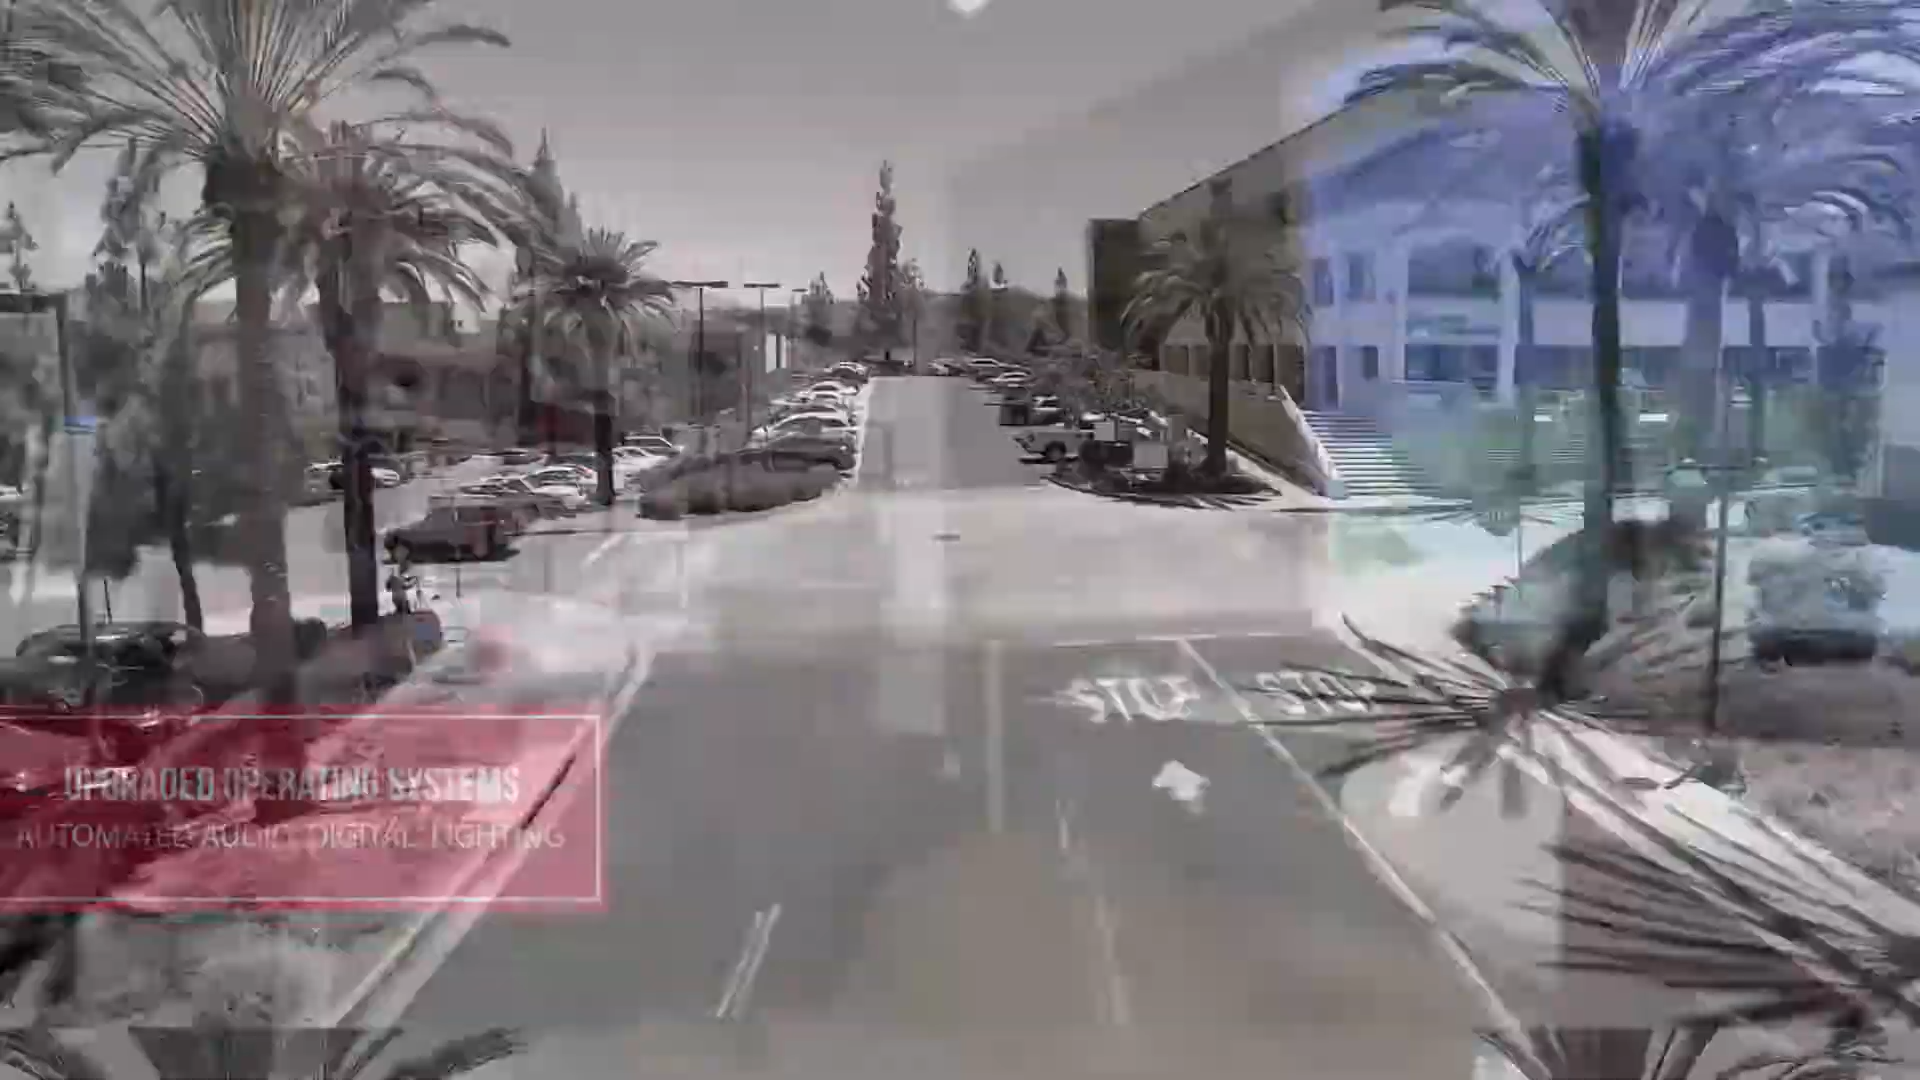 STOP STOP
UPGRADED OPERATING SYSTEMS
AUTOMATED AUDIO DIGITAL LIGHTING